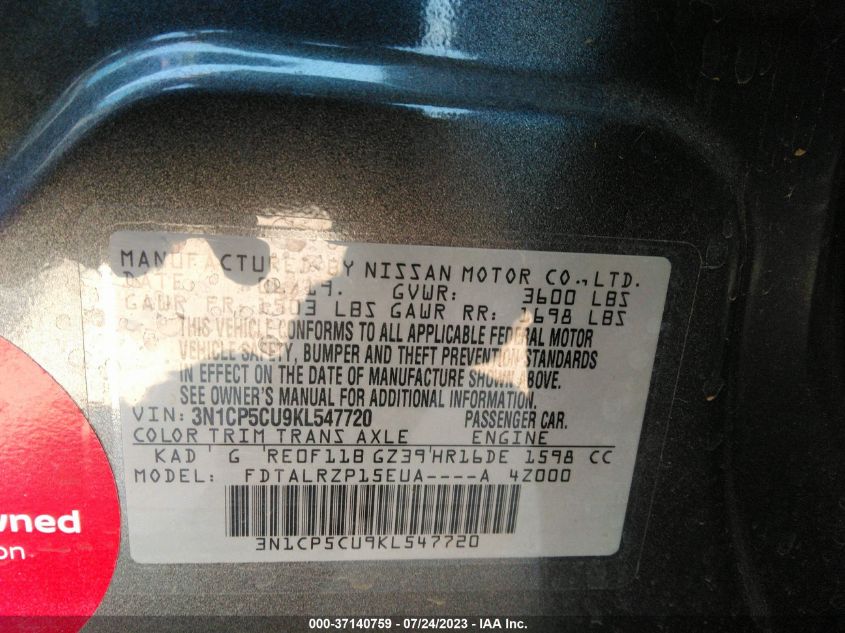 MANUFACTURED BY NISSAN MOTOR CO., LTD.
DATE: GVWR: 3600 LBS
GAWR FR: LBS GAWR RR: 1698 LBS
THIS VEHICLE CONFORMS TO ALL APPLICABLE FEDERAL MOTOR
VEHICLE SAFETY, BUMPER AND THEFT PREVENTION STANDARDS
IN EFFECT ON THE DATE OF MANUFACTURE SHOWN ABOVE.
SEE OWNER'S MANUAL FOR ADDITIONAL INFORMATION.
VIN: 3N1CP5CU9KL547720 PASSENGER CAR.
COLOR TRIM TRANS AXLE ENGINE
KAD G RE0F11B GZ39 HR16DE 1598 CC
MODEL: FDTALRZP15EUA----A 4Z000
3N1CP5CU9KL547720
wned
on
000-37140759 / 07/24/2023 - IAA Inc.